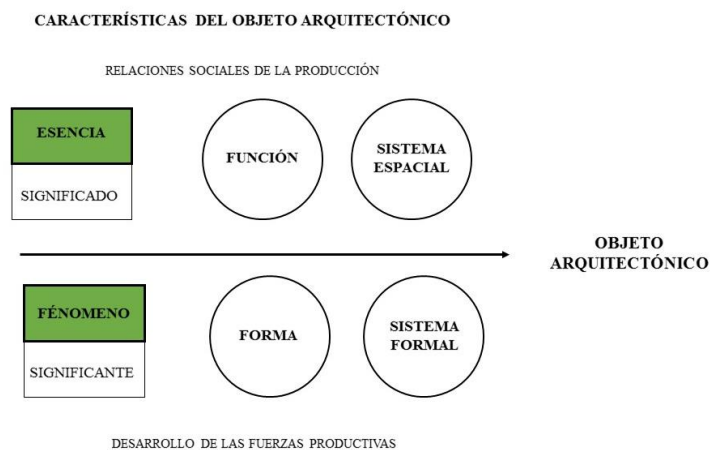 CARACTERÍSTICAS DEL OBJETO ARQUITECTÓNICO
RELACIONES SOCIALES DE LA PRODUCCIÓN
ESENCIA
SIGNIFICADO
FUNCIÓN
SISTEMA
ESPACIAL
OBJETO
ARQUITECTÓNICO
FÉNOMENO
SIGNIFICANTE
FORMA
SISTEMA
FORMAL
DESARROLLO DE LAS FUERZAS PRODUCTIVAS